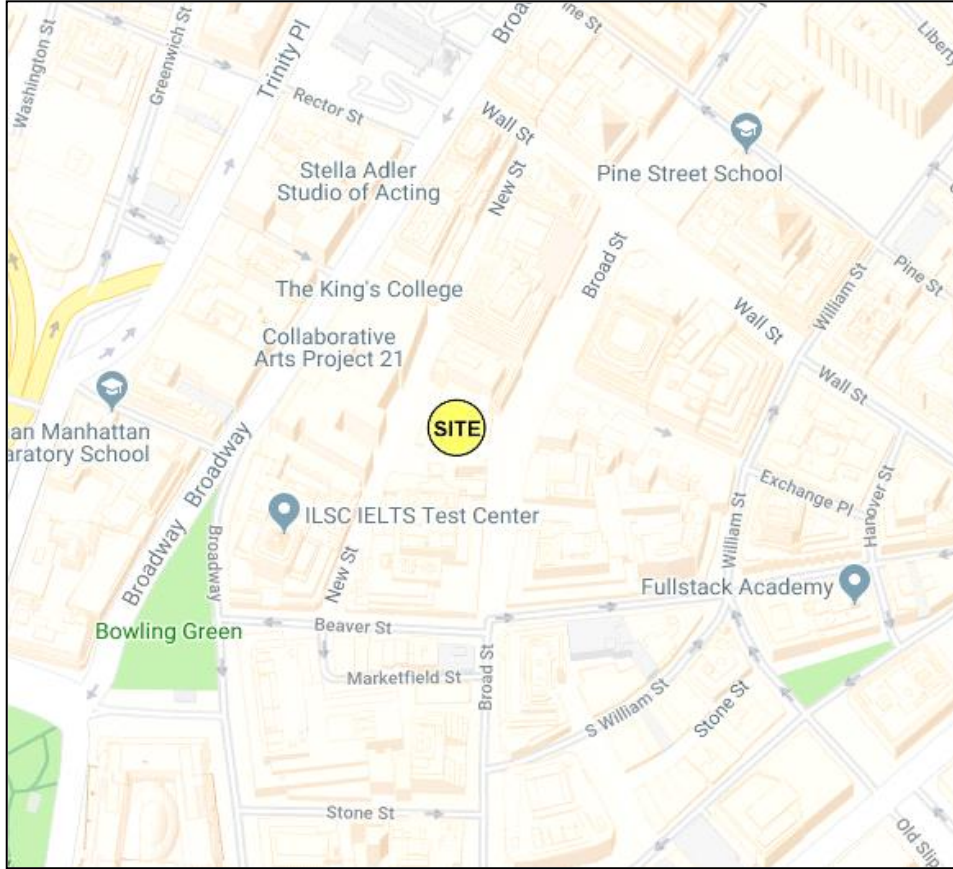 Washington St
Greenwich St
Trinity Pl
Broa
ine St
Liberty
Rector St
Wall St
Stella Adler
Studio of Acting
New St
Pine Street School
Broad St
The King's College
Collaborative
Arts Project 21
William St
Pine St
Wall St
Wall St
an Manhattan
aratory School
SITE
Broadway
Broadway
Broadway
ILSC IELTS Test Center
New St
Exchange Pl
Hanover St
William St
Fullstack Academy
Bowling Green
Beaver St
Marketfield St
Broad St
S William St
Stone St
Stone St
Old Slip